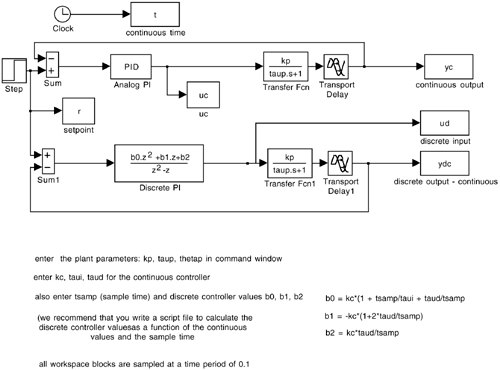 t
Clock
continuous time
Step
Sum
PID
Analog PI
kp
taup.s+1
Transfer Fcn
Transport
Delay
yc
continuous output
uc
uc
r
setpoint
ud
discrete input
Sum1
b0.z² +b1.z+b2
z²-z
Discrete PI
kp
taup.s+1
Transfer Fcn1
Transport
Delay1
ydc
discrete output - continuous
enter the plant parameters: kp, taup, thetap in command window
enter kc, taui, taud for the continuous controller
also enter tsamp (sample time) and discrete controller values b0, b1, b2
(we recommend that you write a script file to calculate the
discrete controller valuesas a function of the continuous
values and the sample time
b0 = kc*(1 + tsamp/taui + taud/tsamp
b1 = -kc*(1+2*taud/tsamp)
b2 = kc*taud/tsamp
all workspace blocks are sampled at a time period of 0.1